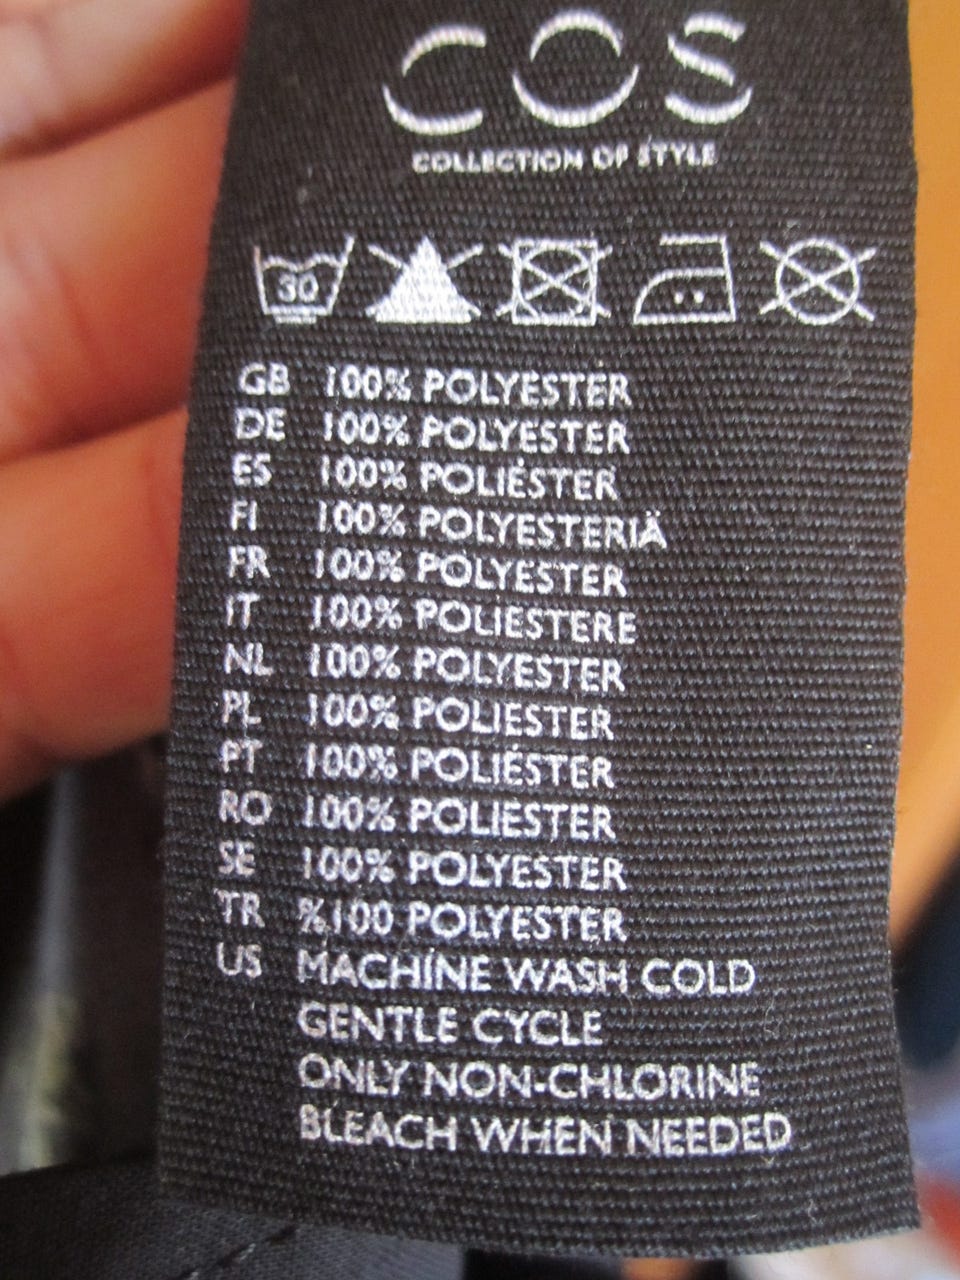 COS
COLLECTION OF STYLE
30
GB 100% POLYESTER
DE 100% POLYESTER
ES 100% POLIÉSTER
FI 100% POLYESTERIÄ
FR 100% POLYESTER
IT 100% POLIESTERE
NL 100% POLYESTER
PL 100% POLIESTER
PT 100% POLIÉSTER
RO 100% POLIESTER
SE 100% POLYESTER
TR %100 POLYESTER
US MACHINE WASH COLD
GENTLE CYCLE
ONLY NON-CHLORINE
BLEACH WHEN NEEDED